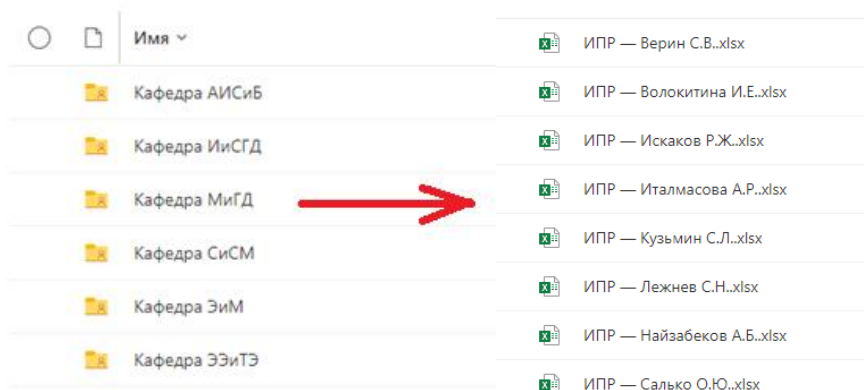 Имя
Кафедра АИСиБ
Кафедра ИиСГД
Кафедра МиГД
Кафедра СиСМ
Кафедра ЭиМ
Кафедра ЭЭиТЭ
ИПР — Верин С.В..xlsx
ИПР — Волокитина И.Е..xlsx
ИПР — Искаков Р.Ж..xlsx
ИПР — Италмасова А.Р..xlsx
ИПР — Кузьмин С.Л..xlsx
ИПР — Лежнев С.Н..xlsx
ИПР — Найзабеков А.Б..xlsx
ИПР — Салько О.Ю..xlsx